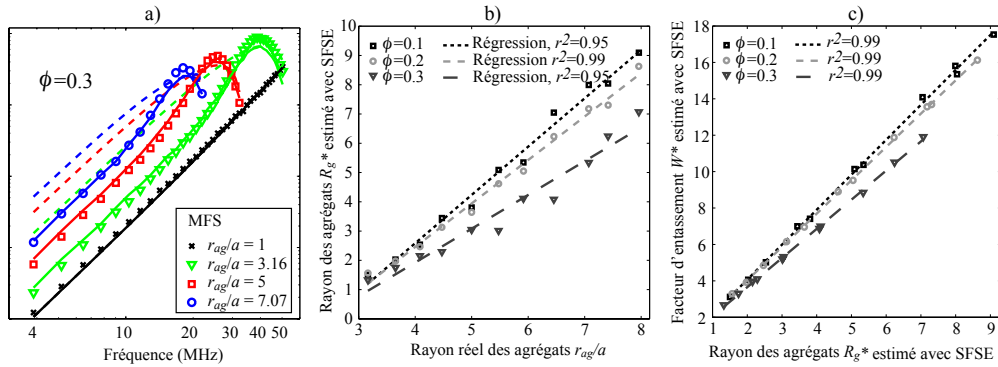 a)
ϕ=0.3
MFS
r_ag/a = 1
r_ag/a = 3.16
r_ag/a = 5
r_ag/a = 7.07
4
10
20
30
40
50
Fréquence (MHz)
b)
Rayon des agrégats R_g* estimé avec SFSE
10
9
8
7
6
5
4
3
2
1
0
ϕ=0.1
ϕ=0.2
ϕ=0.3
Régression, r²=0.95
Régression r²=0.99
Régression, r²=0.95
3
4
5
6
7
8
Rayon réel des agrégats r_ag/a
c)
Facteur d'entassement W* estimé avec SFSE
18
16
14
12
10
8
6
4
2
ϕ=0.1
ϕ=0.2
ϕ=0.3
r²=0.99
r²=0.99
r²=0.99
1
2
3
4
5
6
7
8
9
Rayon des agrégats R_g* estimé avec SFSE